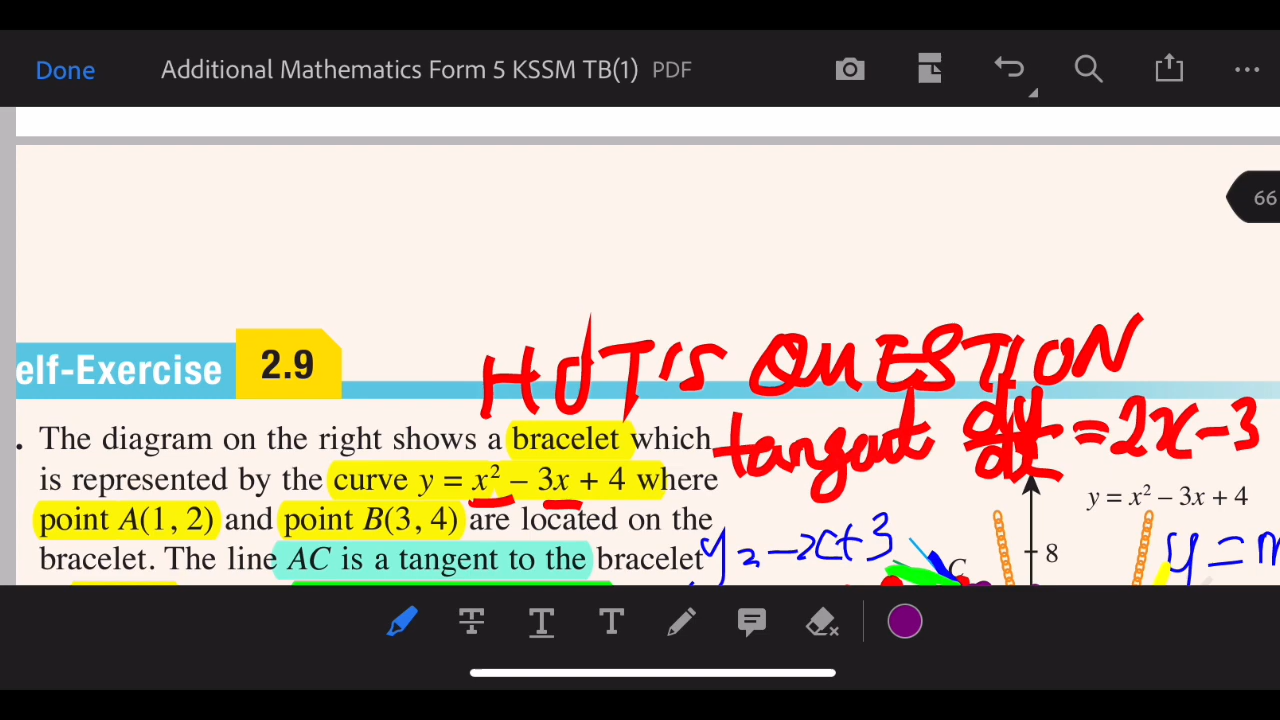 Done Additional Mathematics Form 5 KSSM TB(1) PDF
66
elf-Exercise 2.9
HOT'S QUESTION
tangent dy/dx = 2x-3
. The diagram on the right shows a bracelet which
is represented by the curve y = x² – 3x + 4 where
point A(1, 2) and point B(3, 4) are located on the
bracelet. The line AC is a tangent to the bracelet
y = x² – 3x + 4
y = -x+3
8
C
y = m